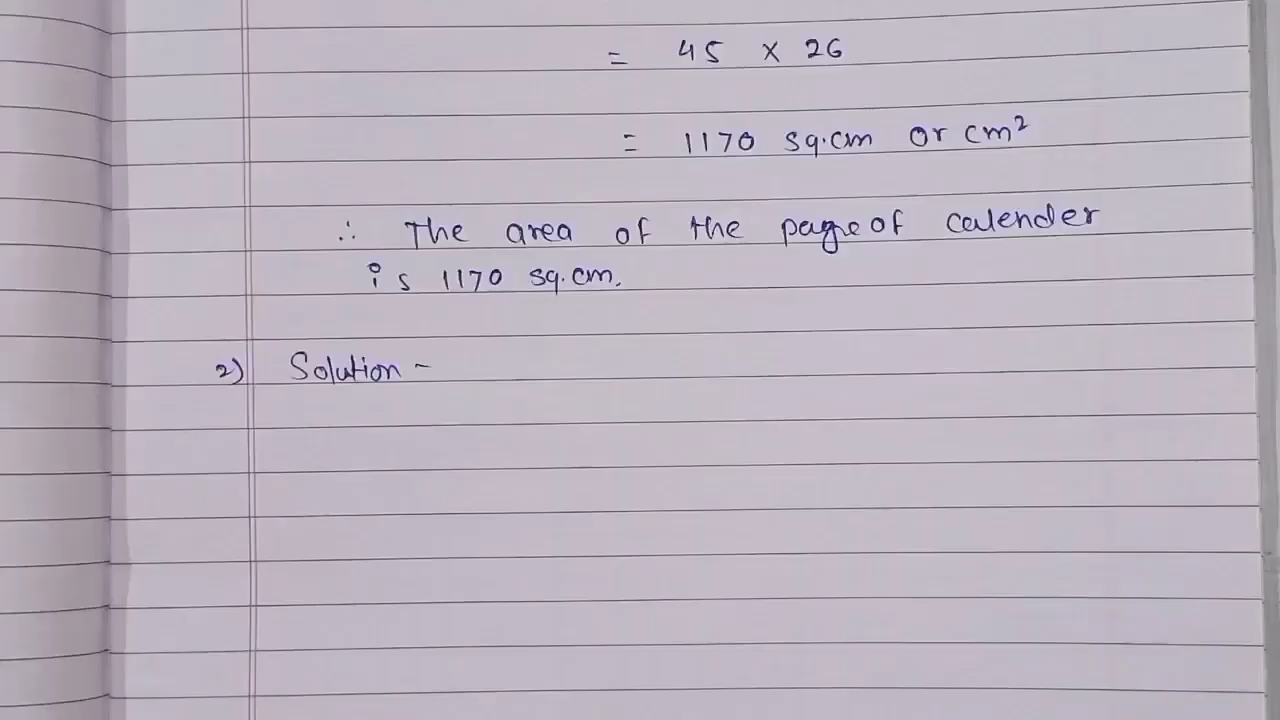 = 45 × 26
= 1170 sq.cm or cm²
∴ The area of the page of calender
is 1170 sq.cm.
2) Solution -